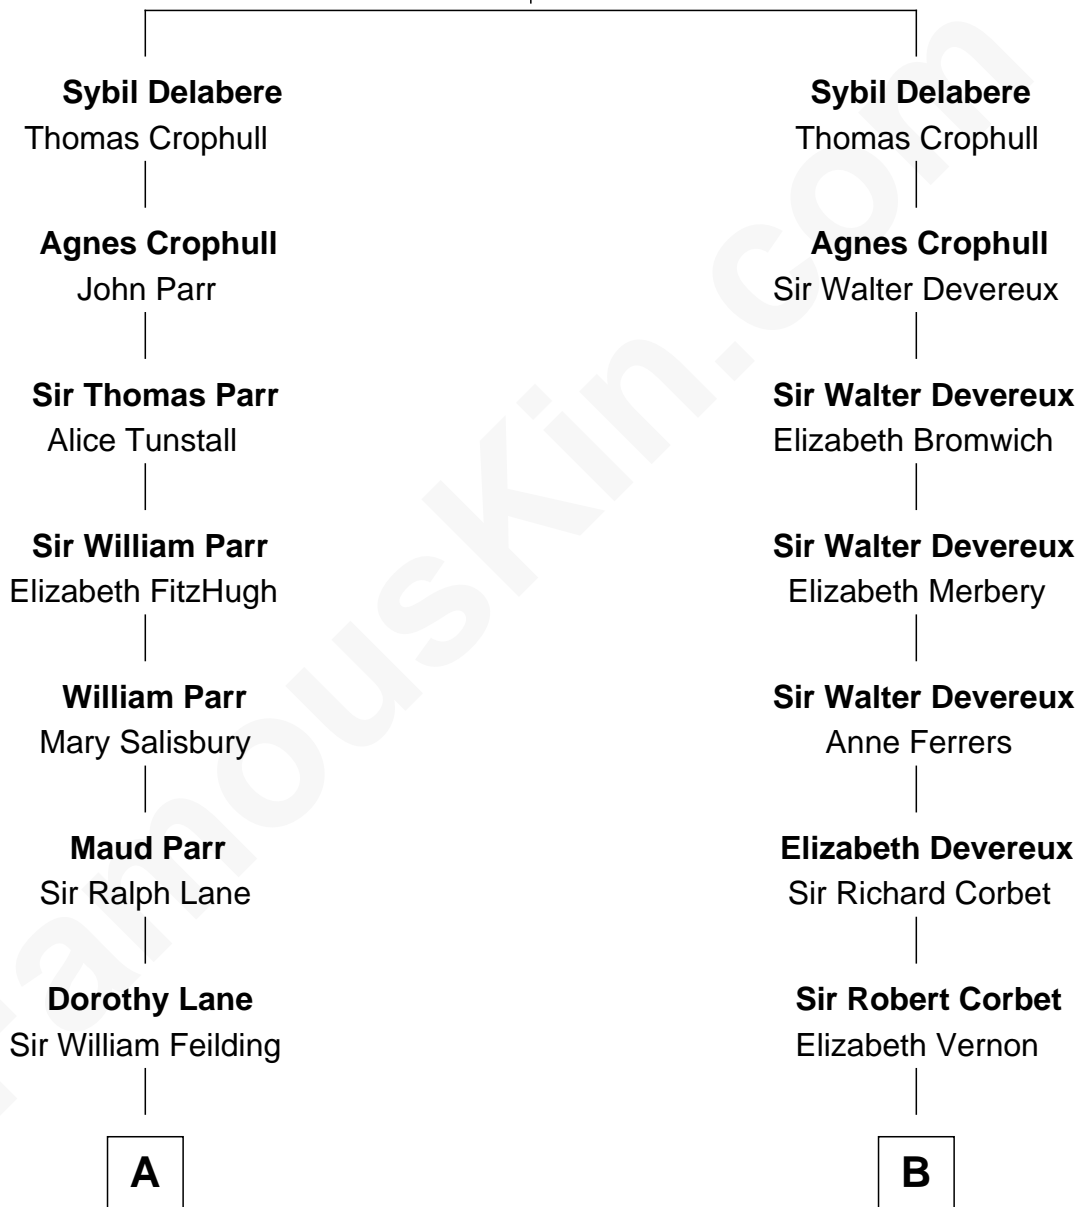 Sybil Delabere
Thomas Crophull
Agnes Crophull
John Parr
Sir Thomas Parr
Alice Tunstall
Sir William Parr
Elizabeth FitzHugh
William Parr
Mary Salisbury
Maud Parr
Sir Ralph Lane
Dorothy Lane
Sir William Feilding
A
Sybil Delabere
Thomas Crophull
Agnes Crophull
Sir Walter Devereux
Sir Walter Devereux
Elizabeth Bromwich
Sir Walter Devereux
Elizabeth Merbery
Sir Walter Devereux
Anne Ferrers
Elizabeth Devereux
Sir Richard Corbet
Sir Robert Corbet
Elizabeth Vernon
B
FamousKin.com